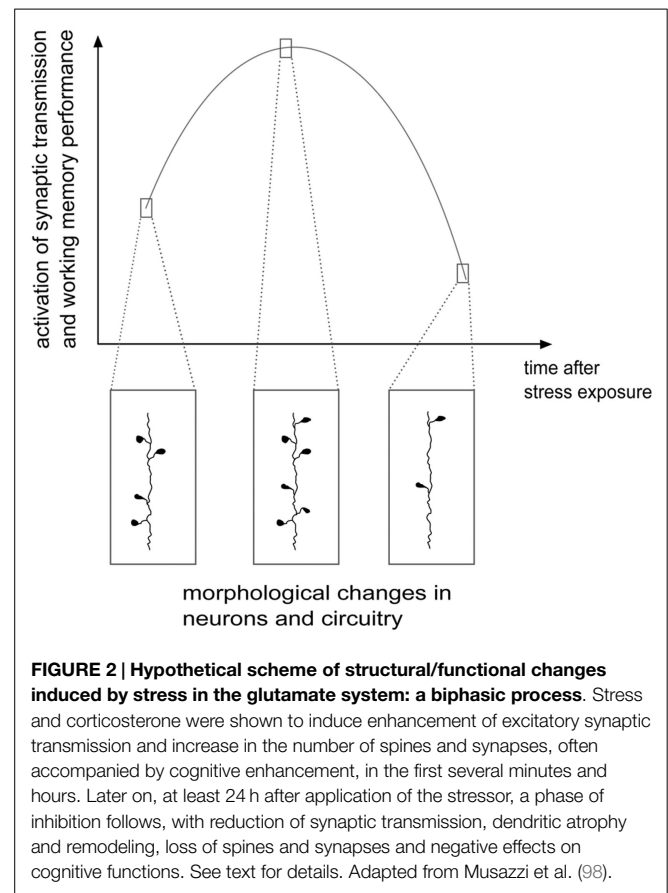 activation of synaptic transmission
and working memory performance
time after
stress exposure
morphological changes in
neurons and circuitry
FIGURE 2 | Hypothetical scheme of structural/functional changes
induced by stress in the glutamate system: a biphasic process. Stress
and corticosterone were shown to induce enhancement of excitatory synaptic
transmission and increase in the number of spines and synapses, often
accompanied by cognitive enhancement, in the first several minutes and
hours. Later on, at least 24 h after application of the stressor, a phase of
inhibition follows, with reduction of synaptic transmission, dendritic atrophy
and remodeling, loss of spines and synapses and negative effects on
cognitive functions. See text for details. Adapted from Musazzi et al. (98).